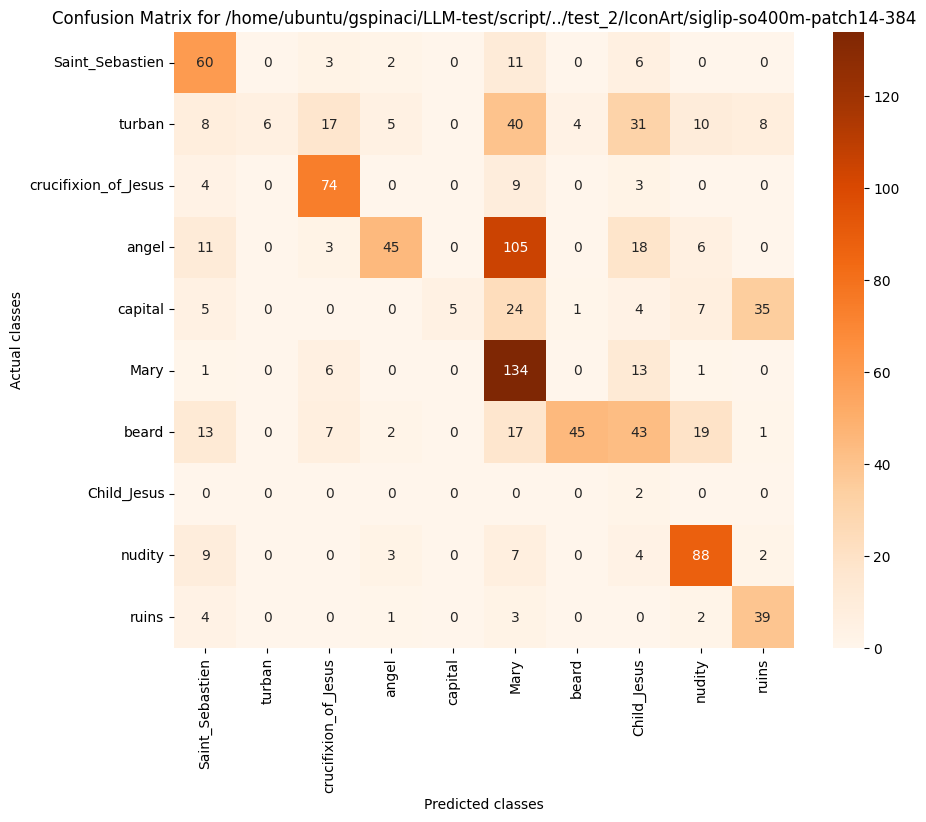 Confusion Matrix for /home/ubuntu/gspinaci/LLM-test/script/../test_2/IconArt/siglip-so400m-patch14-384
Actual classes
Saint_Sebastien 60 0 3 2 0 11 0 6 0 0
turban 8 6 17 5 0 40 4 31 10 8
crucifixion_of_Jesus 4 0 74 0 0 9 0 3 0 0
angel 11 0 3 45 0 105 0 18 6 0
capital 5 0 0 0 5 24 1 4 7 35
Mary 1 0 6 0 0 134 0 13 1 0
beard 13 0 7 2 0 17 45 43 19 1
Child_Jesus 0 0 0 0 0 0 0 2 0 0
nudity 9 0 0 3 0 7 0 4 88 2
ruins 4 0 0 1 0 3 0 0 2 39
Saint_Sebastien
turban
crucifixion_of_Jesus
angel
capital
Mary
beard
Child_Jesus
nudity
ruins
Predicted classes
120
100
80
60
40
20
0